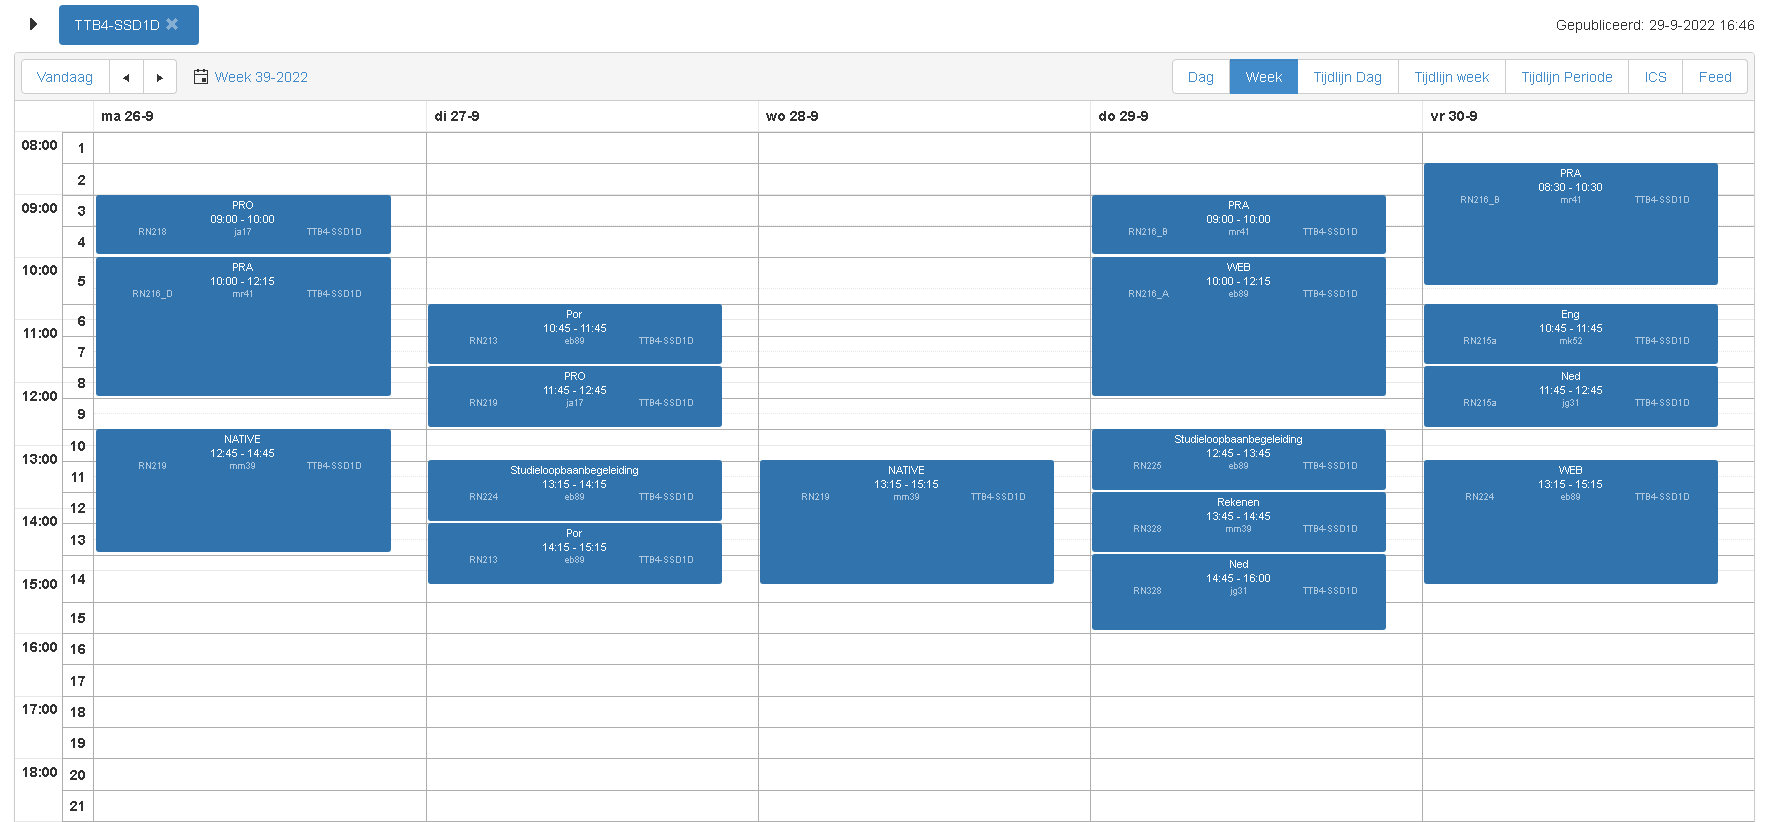 TTB4-SSD1D
Gepubliceerd: 29-9-2022 16:46
Vandaag
Week 39-2022
Dag
Week
Tijdlijn Dag
Tijdlijn week
Tijdlijn Periode
ICS
Feed
ma 26-9
di 27-9
wo 28-9
do 29-9
vr 30-9
08:00
09:00
10:00
11:00
12:00
13:00
14:00
15:00
16:00
17:00
18:00
1
2
3
4
5
6
7
8
9
10
11
12
13
14
15
16
17
18
19
20
21
PRO
09:00 - 10:00
RN218 ja17 TTB4-SSD1D
PRA
10:00 - 12:15
RN216_D mr41 TTB4-SSD1D
NATIVE
12:45 - 14:45
RN219 mm39 TTB4-SSD1D
Por
10:45 - 11:45
RN213 eb89 TTB4-SSD1D
PRO
11:45 - 12:45
RN219 ja17 TTB4-SSD1D
Studieloopbaanbegeleiding
13:15 - 14:15
RN224 eb89 TTB4-SSD1D
Por
14:15 - 15:15
RN213 eb89 TTB4-SSD1D
NATIVE
13:15 - 15:15
RN219 mm39 TTB4-SSD1D
PRA
09:00 - 10:00
RN216_B mr41 TTB4-SSD1D
WEB
10:00 - 12:15
RN216_A eb89 TTB4-SSD1D
Studieloopbaanbegeleiding
12:45 - 13:45
RN225 eb89 TTB4-SSD1D
Rekenen
13:45 - 14:45
RN328 mm39 TTB4-SSD1D
Ned
14:45 - 16:00
RN328 jg31 TTB4-SSD1D
PRA
08:30 - 10:30
RN216_B mr41 TTB4-SSD1D
Eng
10:45 - 11:45
RN215a mk52 TTB4-SSD1D
Ned
11:45 - 12:45
RN215a jg31 TTB4-SSD1D
WEB
13:15 - 15:15
RN224 eb89 TTB4-SSD1D